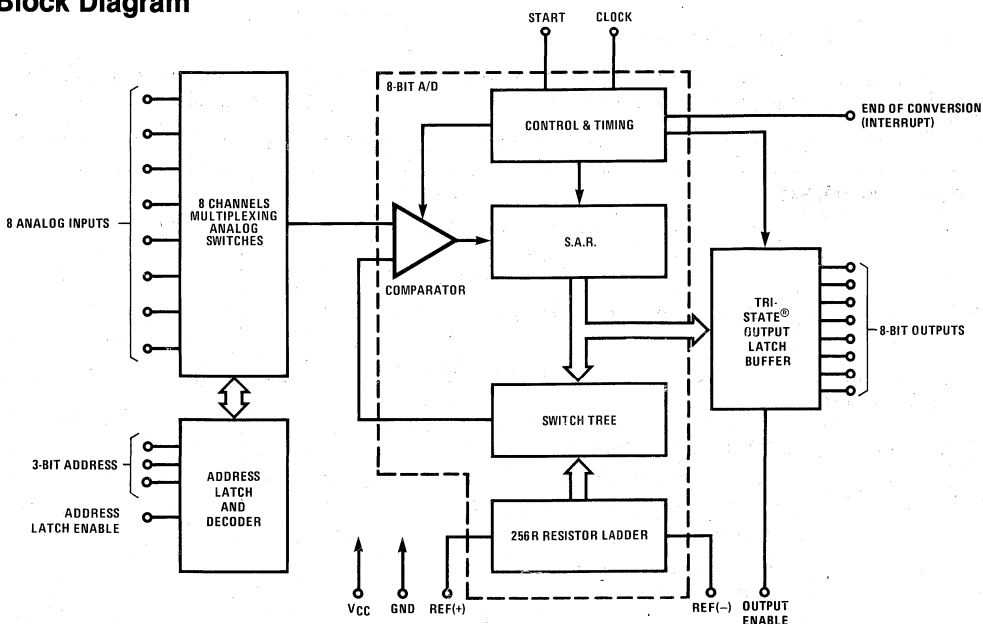 Block Diagram
START
CLOCK
8-BIT A/D
CONTROL & TIMING
END OF CONVERSION
(INTERRUPT)
8 ANALOG INPUTS
8 CHANNELS
MULTIPLEXING
ANALOG
SWITCHES
COMPARATOR
S.A.R.
TRI-
STATE®
OUTPUT
LATCH
BUFFER
8-BIT OUTPUTS
SWITCH TREE
3-BIT ADDRESS
ADDRESS
LATCH ENABLE
ADDRESS
LATCH
AND
DECODER
256R RESISTOR LADDER
VCC
GND
REF(+)
REF(–)
OUTPUT
ENABLE